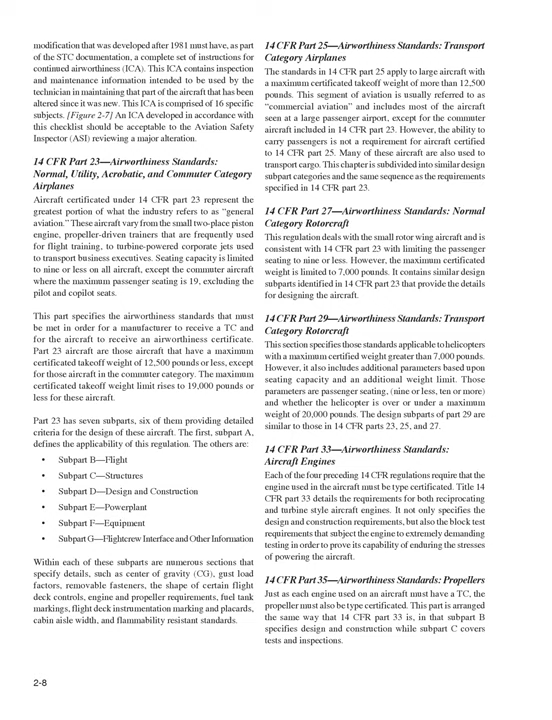 modification that was developed after 1981 must have, as part
of the STC documentation, a complete set of instructions for
continued airworthiness (ICA). This ICA contains inspection
and maintenance information intended to be used by the
technician in maintaining that part of the aircraft that has been
altered since it was new. This ICA is comprised of 16 specific
subjects. [Figure 2-7] An ICA developed in accordance with
this checklist should be acceptable to the Aviation Safety
Inspector (ASI) reviewing a major alteration.
14 CFR Part 23—Airworthiness Standards:
Normal, Utility, Acrobatic, and Commuter Category
Airplanes
Aircraft certificated under 14 CFR part 23 represent the
greatest portion of what the industry refers to as “general
aviation.” These aircraft vary from the small two-place piston
engine, propeller-driven trainers that are frequently used
for flight training, to turbine-powered corporate jets used
to transport business executives. Seating capacity is limited
to nine or less on all aircraft, except the commuter aircraft
where the maximum passenger seating is 19, excluding the
pilot and copilot seats.
This part specifies the airworthiness standards that must
be met in order for a manufacturer to receive a TC and
for the aircraft to receive an airworthiness certificate.
Part 23 aircraft are those aircraft that have a maximum
certificated takeoff weight of 12,500 pounds or less, except
for those aircraft in the commuter category. The maximum
certificated takeoff weight limit rises to 19,000 pounds or
less for these aircraft.
Part 23 has seven subparts, six of them providing detailed
criteria for the design of these aircraft. The first, subpart A,
defines the applicability of this regulation. The others are:
• Subpart B—Flight
• Subpart C—Structures
• Subpart D—Design and Construction
• Subpart E—Powerplant
• Subpart F—Equipment
• Subpart G—Flightcrew Interface and Other Information
Within each of these subparts are numerous sections that
specify details, such as center of gravity (CG), gust load
factors, removable fasteners, the shape of certain flight
deck controls, engine and propeller requirements, fuel tank
markings, flight deck instrumentation marking and placards,
cabin aisle width, and flammability resistant standards.
14 CFR Part 25—Airworthiness Standards: Transport
Category Airplanes
The standards in 14 CFR part 25 apply to large aircraft with
a maximum certificated takeoff weight of more than 12,500
pounds. This segment of aviation is usually referred to as
“commercial aviation” and includes most of the aircraft
seen at a large passenger airport, except for the commuter
aircraft included in 14 CFR part 23. However, the ability to
carry passengers is not a requirement for aircraft certified
to 14 CFR part 25. Many of these aircraft are also used to
transport cargo. This chapter is subdivided into similar design
subpart categories and the same sequence as the requirements
specified in 14 CFR part 23.
14 CFR Part 27—Airworthiness Standards: Normal
Category Rotorcraft
This regulation deals with the small rotor wing aircraft and is
consistent with 14 CFR part 23 with limiting the passenger
seating to nine or less. However, the maximum certificated
weight is limited to 7,000 pounds. It contains similar design
subparts identified in 14 CFR part 23 that provide the details
for designing the aircraft.
14 CFR Part 29—Airworthiness Standards: Transport
Category Rotorcraft
This section specifies those standards applicable to helicopters
with a maximum certified weight greater than 7,000 pounds.
However, it also includes additional parameters based upon
seating capacity and an additional weight limit. Those
parameters are passenger seating, (nine or less, ten or more)
and whether the helicopter is over or under a maximum
weight of 20,000 pounds. The design subparts of part 29 are
similar to those in 14 CFR parts 23, 25, and 27.
14 CFR Part 33—Airworthiness Standards:
Aircraft Engines
Each of the four preceding 14 CFR regulations require that the
engine used in the aircraft must be type certificated. Title 14
CFR part 33 details the requirements for both reciprocating
and turbine style aircraft engines. It not only specifies the
design and construction requirements, but also the block test
requirements that subject the engine to extremely demanding
testing in order to prove its capability of enduring the stresses
of powering the aircraft.
14 CFR Part 35—Airworthiness Standards: Propellers
Just as each engine used on an aircraft must have a TC, the
propeller must also be type certificated. This part is arranged
the same way that 14 CFR part 33 is, in that subpart B
specifies design and construction while subpart C covers
tests and inspections.
2-8